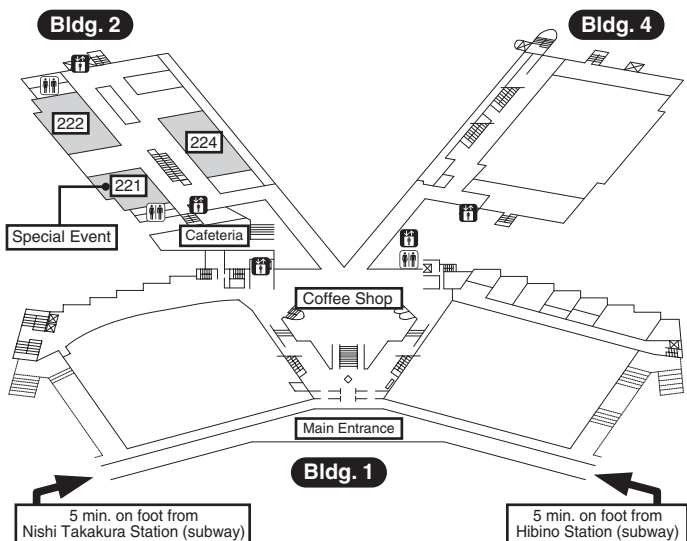 Bldg. 2
Bldg. 4
222
224
221
Special Event
Cafeteria
Coffee Shop
Main Entrance
Bldg. 1
5 min. on foot from
Nishi Takakura Station (subway)
5 min. on foot from
Hibino Station (subway)